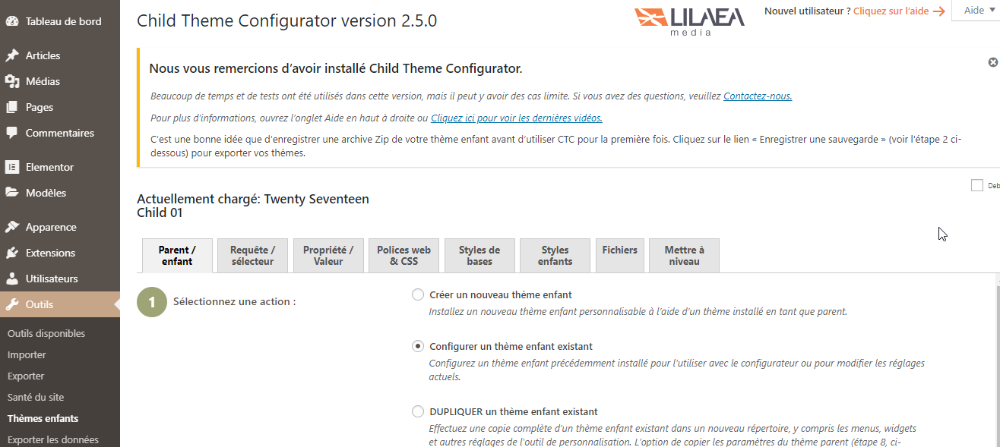 Tableau de bord
Articles
Médias
Pages
Commentaires
Elementor
Modèles
Apparence
Extensions
Utilisateurs
Outils
Outils disponibles
Importer
Exporter
Santé du site
Thèmes enfants
Exporter les données
Child Theme Configurator version 2.5.0
LILAEA
media
Nouvel utilisateur ? Cliquez sur l'aide
Aide
Nous vous remercions d'avoir installé Child Theme Configurator.
Beaucoup de temps et de tests ont été utilisés dans cette version, mais il peut y avoir des cas limite. Si vous avez des questions, veuillez Contactez-nous.
Pour plus d'informations, ouvrez l'onglet Aide en haut à droite ou Cliquez ici pour voir les dernières vidéos.
C'est une bonne idée que d'enregistrer une archive Zip de votre thème enfant avant d'utiliser CTC pour la première fois. Cliquez sur le lien « Enregistrer une sauvegarde » (voir l'étape 2 ci-
dessous) pour exporter vos thèmes.
Deb
Actuellement chargé: Twenty Seventeen
Child 01
Parent /
enfant
Requête /
sélecteur
Propriété /
Valeur
Polices web
& CSS
Styles de
bases
Styles
enfants
Fichiers
Mettre à
niveau
1
Sélectionnez une action :
Créer un nouveau thème enfant
Installez un nouveau thème enfant personnalisable à l'aide d'un thème installé en tant que parent.
Configurer un thème enfant existant
Configurez un thème enfant précédemment installé pour l'utiliser avec le configurateur ou pour modifier les réglages
actuels.
DUPLIQUER un thème enfant existant
Effectuez une copie complète d'un thème enfant existant dans un nouveau répertoire, y compris les menus, widgets
et autres réglages de l'outil de personnalisation. L'option de copier les paramètres du thème parent (étape 8, ci-